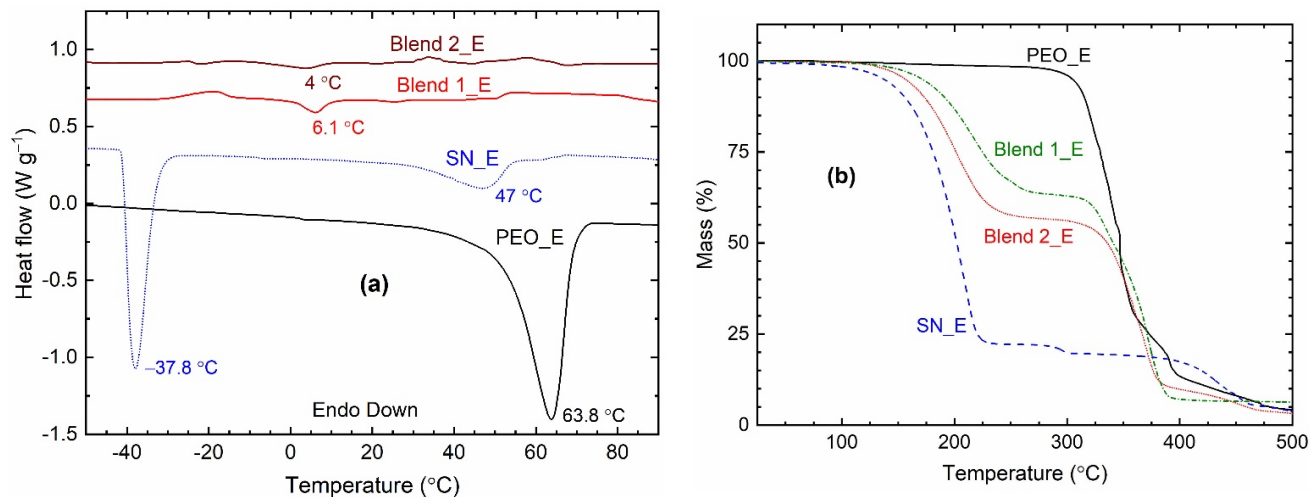 1.0
0.5
0.0
-0.5
-1.0
-1.5
Heat flow (W g⁻¹)
Blend 2_E
4 °C
Blend 1_E
6.1 °C
SN_E
47 °C
PEO_E
(a)
−37.8 °C
Endo Down
63.8 °C
-40 -20 0 20 40 60 80
Temperature (°C)
100
75
50
25
0
Mass (%)
PEO_E
Blend 1_E
(b)
Blend 2_E
SN_E
100 200 300 400 500
Temperature (°C)